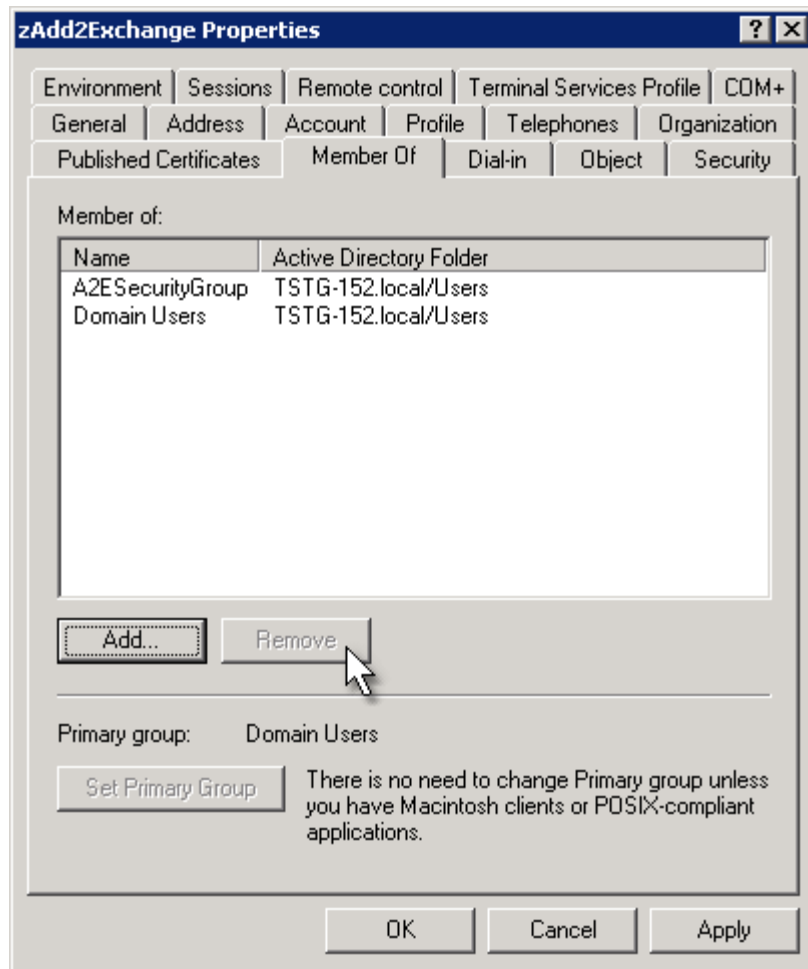 zAdd2Exchange Properties
Environment Sessions Remote control Terminal Services Profile COM+
General Address Account Profile Telephones Organization
Published Certificates Member Of Dial-in Object Security
Member of:
Name Active Directory Folder
A2ESecurityGroup TSTG-152.local/Users
Domain Users TSTG-152.local/Users
Add... Remove
Primary group: Domain Users
Set Primary Group There is no need to change Primary group unless
you have Macintosh clients or POSIX-compliant
applications.
OK Cancel Apply